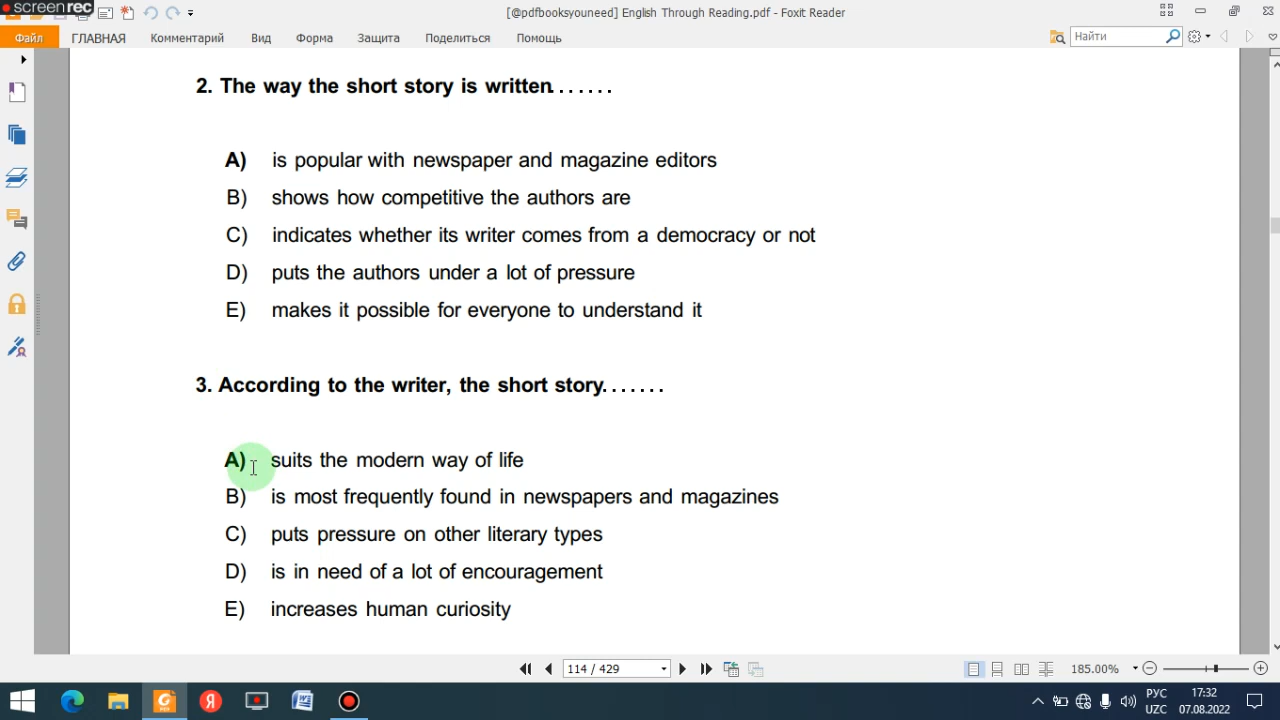 screenrec
[@pdfbooksyouneed] English Through Reading.pdf - Foxit Reader
Файл ГЛАВНАЯ Комментарий Вид Форма Защита Поделиться Помощь Найти
2. The way the short story is written.......
A) is popular with newspaper and magazine editors
B) shows how competitive the authors are
C) indicates whether its writer comes from a democracy or not
D) puts the authors under a lot of pressure
E) makes it possible for everyone to understand it
3. According to the writer, the short story.......
A) suits the modern way of life
B) is most frequently found in newspapers and magazines
C) puts pressure on other literary types
D) is in need of a lot of encouragement
E) increases human curiosity
114 / 429 185.00%
РУС 17:32
UZC 07.08.2022